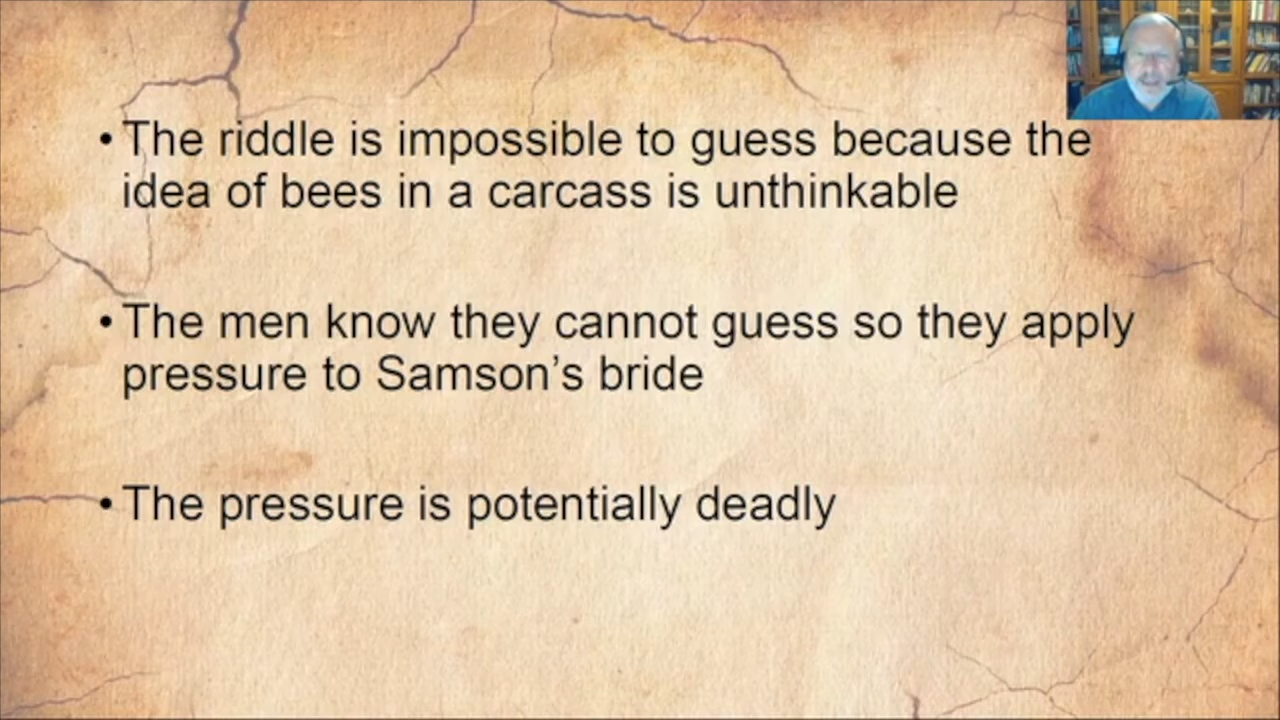 • The riddle is impossible to guess because the
idea of bees in a carcass is unthinkable
• The men know they cannot guess so they apply
pressure to Samson’s bride
• The pressure is potentially deadly